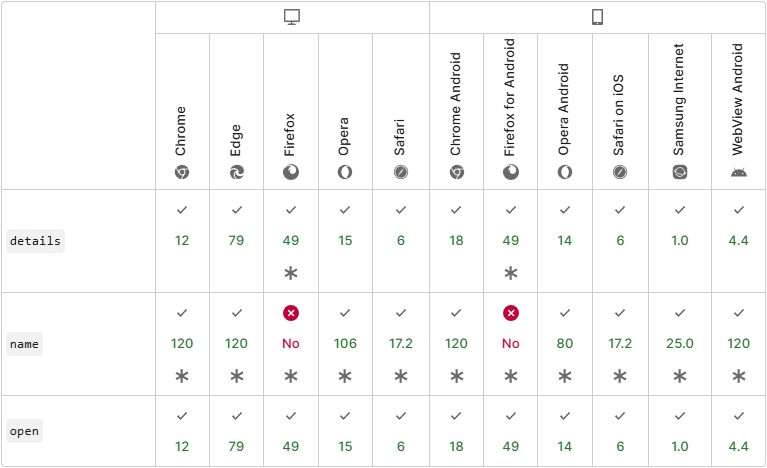 Chrome
Edge
Firefox
Opera
Safari
Chrome Android
Firefox for Android
Opera Android
Safari on iOS
Samsung Internet
WebView Android
details
12 79 49 15 6 18 49 14 6 1.0 4.4
* *
name
120 120 No 106 17.2 120 No 80 17.2 25.0 120
* * * * * * * * * * *
open
12 79 49 15 6 18 49 14 6 1.0 4.4